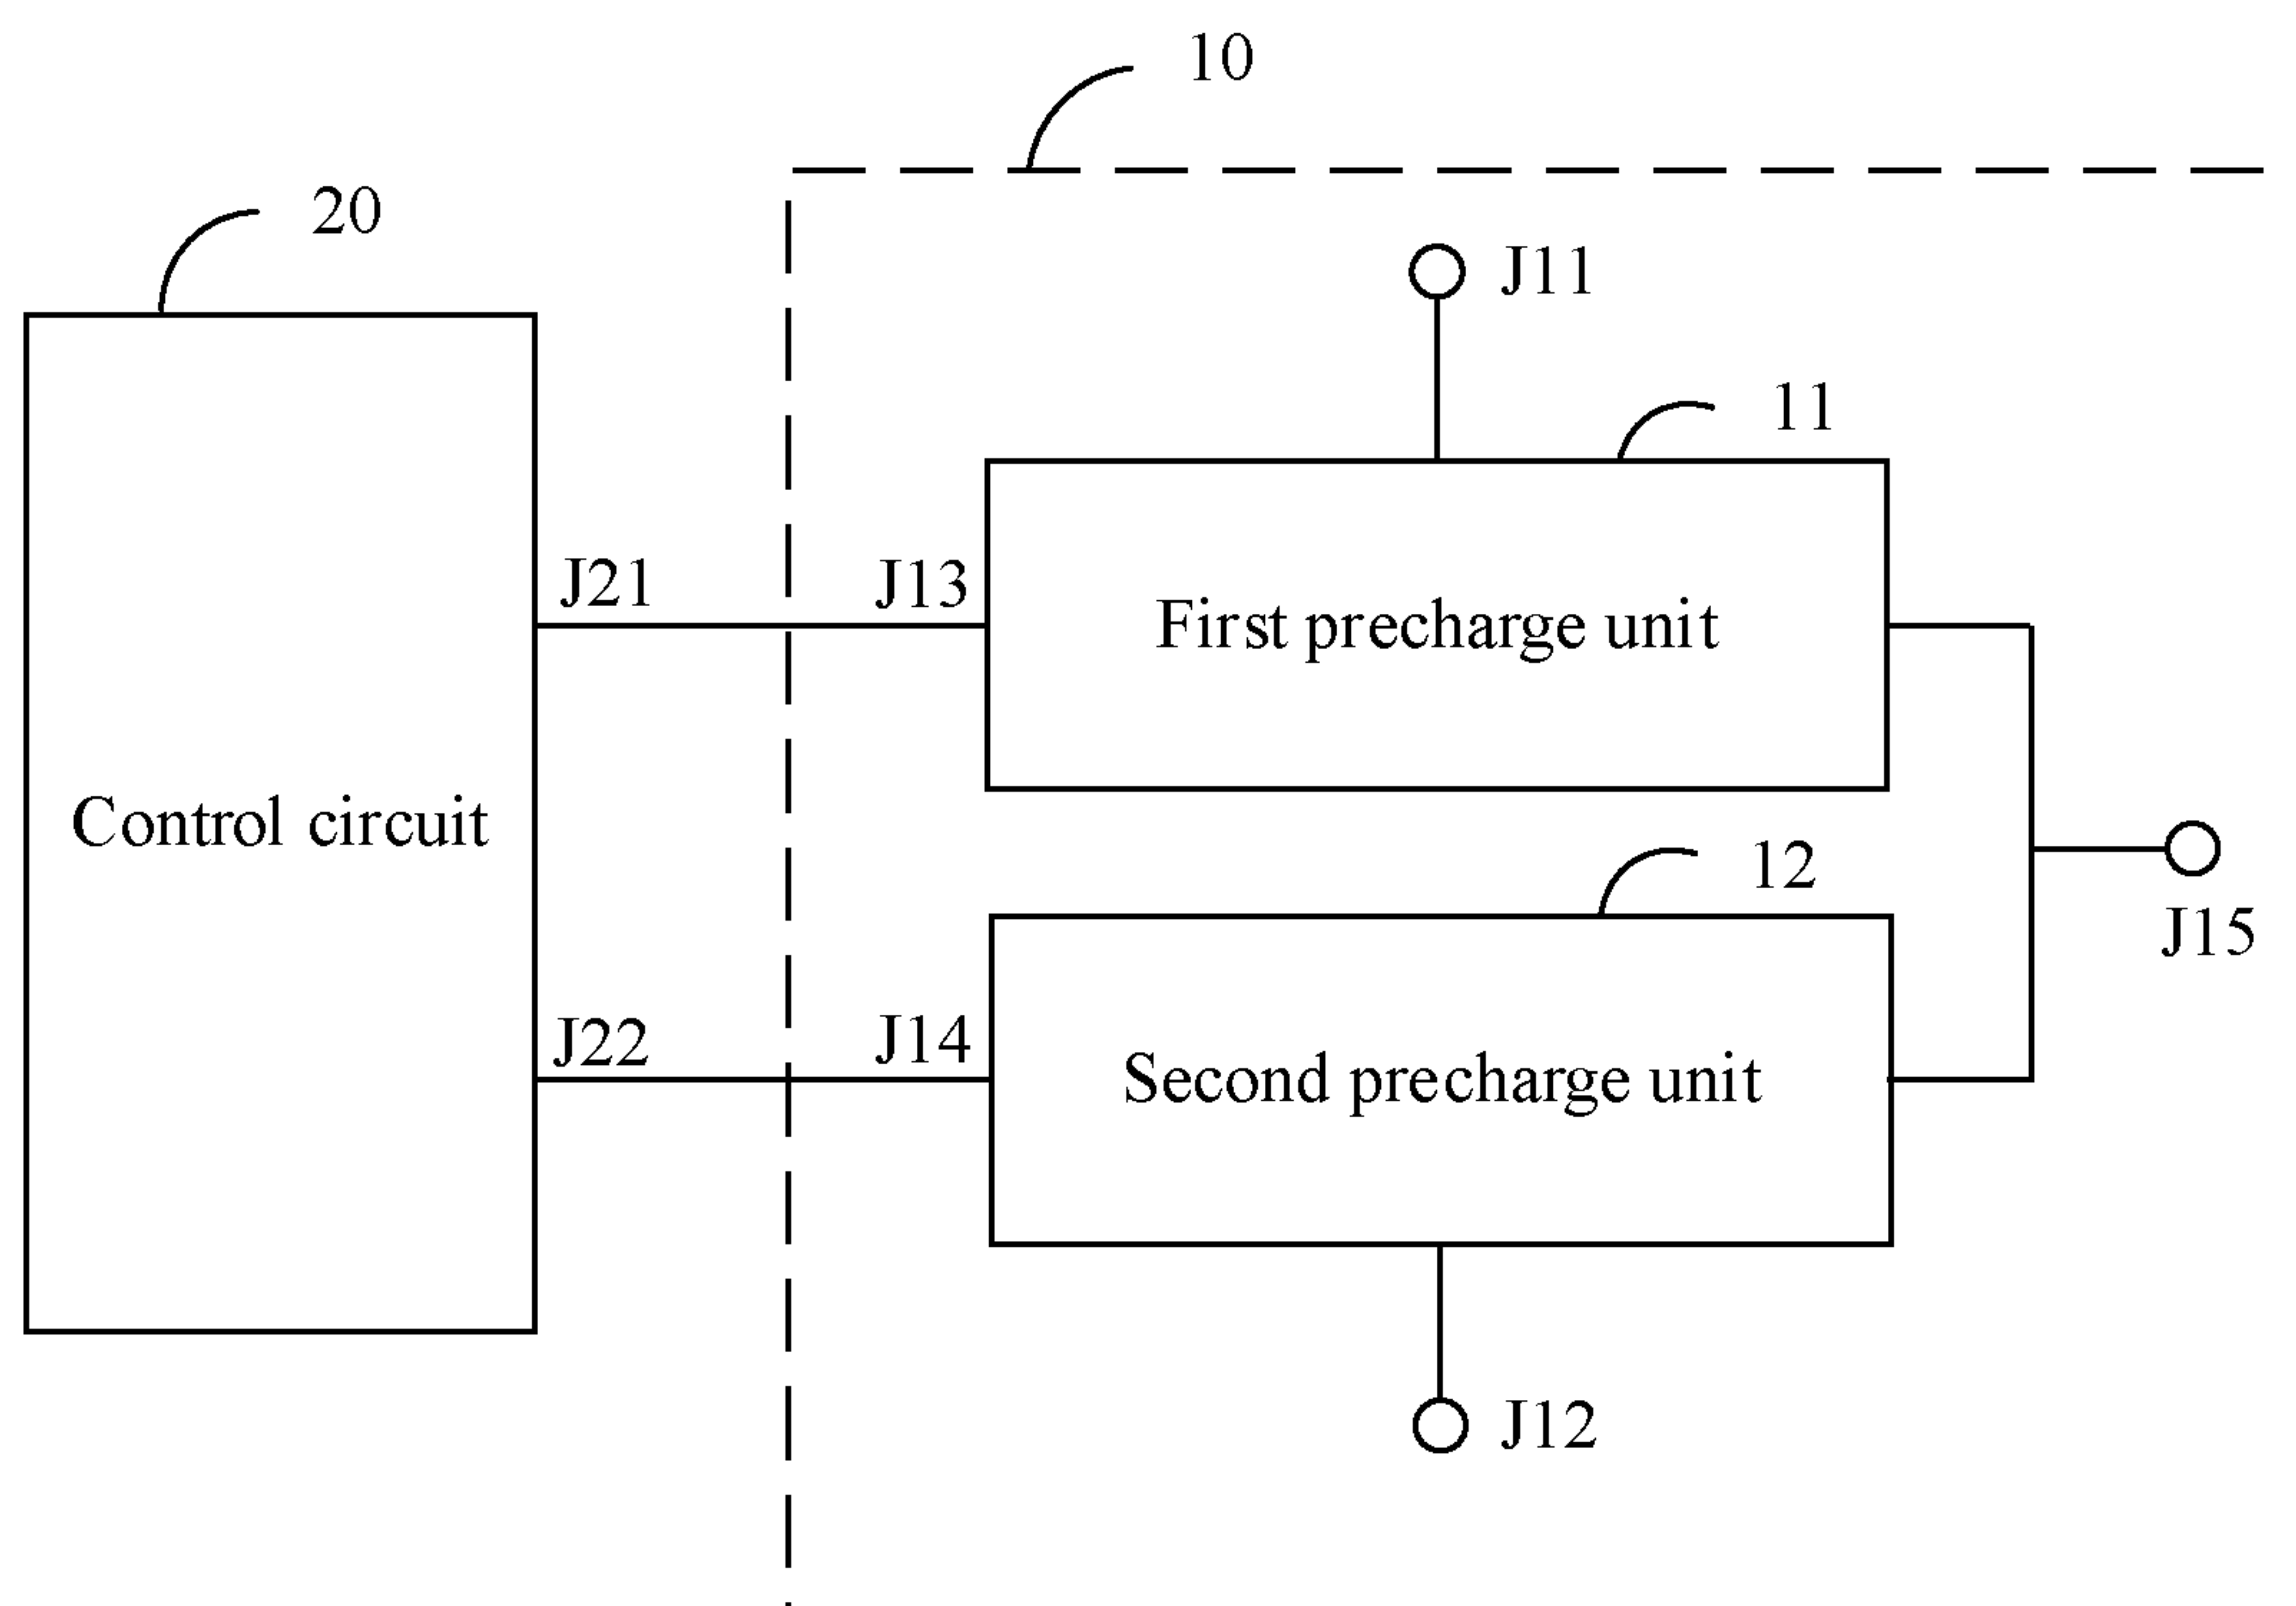 10
20
J11
11
J21
J13
First precharge unit
Control circuit
12
J15
J22
J14
Second precharge unit
J12